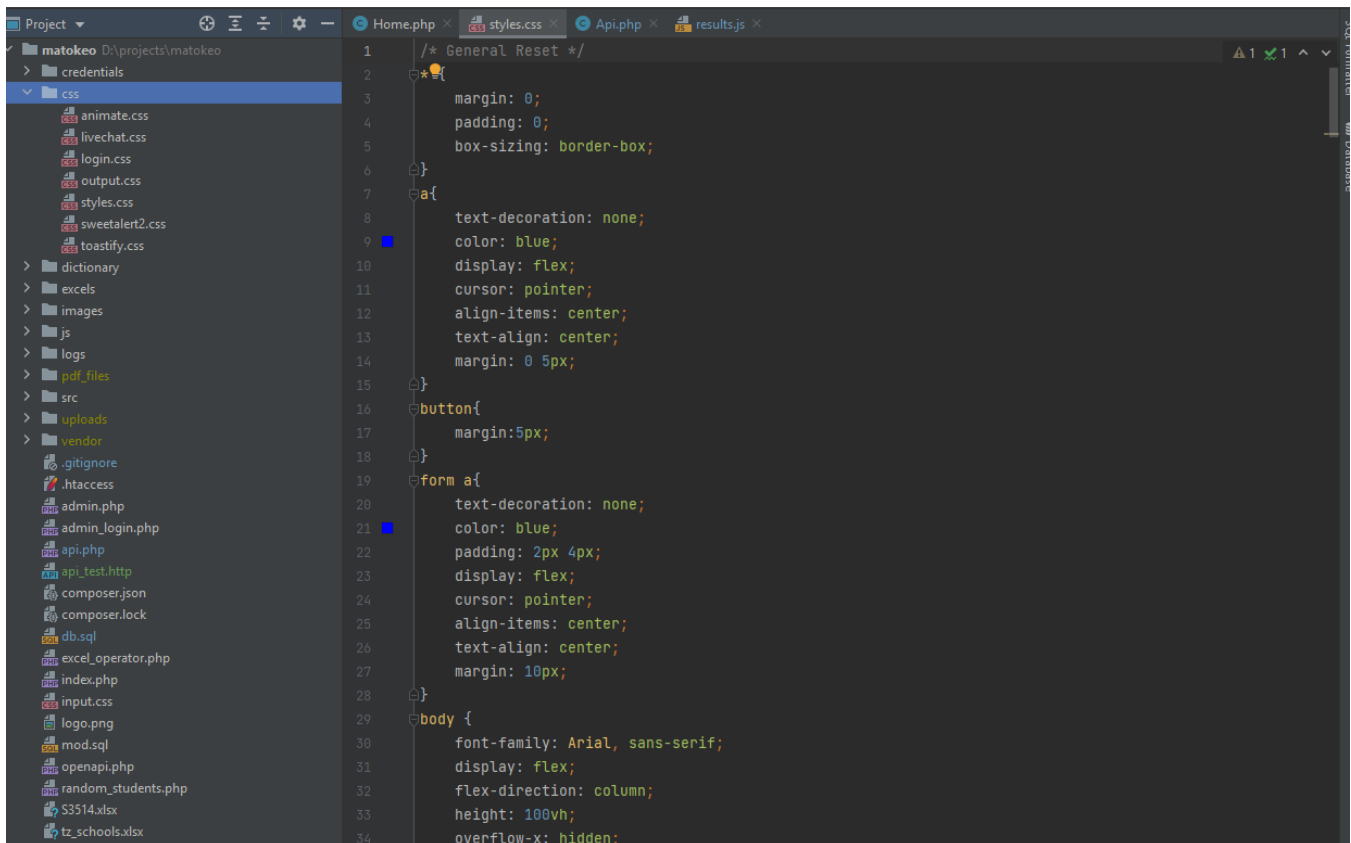 Project
Home.php
styles.css
Api.php
results.js
matokeo D:\projects\matokeo
credentials
css
animate.css
livechat.css
login.css
output.css
styles.css
sweetalert2.css
toastify.css
dictionary
excels
images
js
logs
pdf_files
src
uploads
vendor
.gitignore
.htaccess
admin.php
admin_login.php
api.php
api_test.http
composer.json
composer.lock
db.sql
excel_operator.php
index.php
input.css
logo.png
mod.sql
openapi.php
random_students.php
S3514.xlsx
tz_schools.xlsx
1 /* General Reset */
2 *{
3 margin: 0;
4 padding: 0;
5 box-sizing: border-box;
6 }
7 a{
8 text-decoration: none;
9 color: blue;
10 display: flex;
11 cursor: pointer;
12 align-items: center;
13 text-align: center;
14 margin: 0 5px;
15 }
16 button{
17 margin:5px;
18 }
19 form a{
20 text-decoration: none;
21 color: blue;
22 padding: 2px 4px;
23 display: flex;
24 cursor: pointer;
25 align-items: center;
26 text-align: center;
27 margin: 10px;
28 }
29 body {
30 font-family: Arial, sans-serif;
31 display: flex;
32 flex-direction: column;
33 height: 100vh;
34 overflow-x: hidden;
1 1
Database